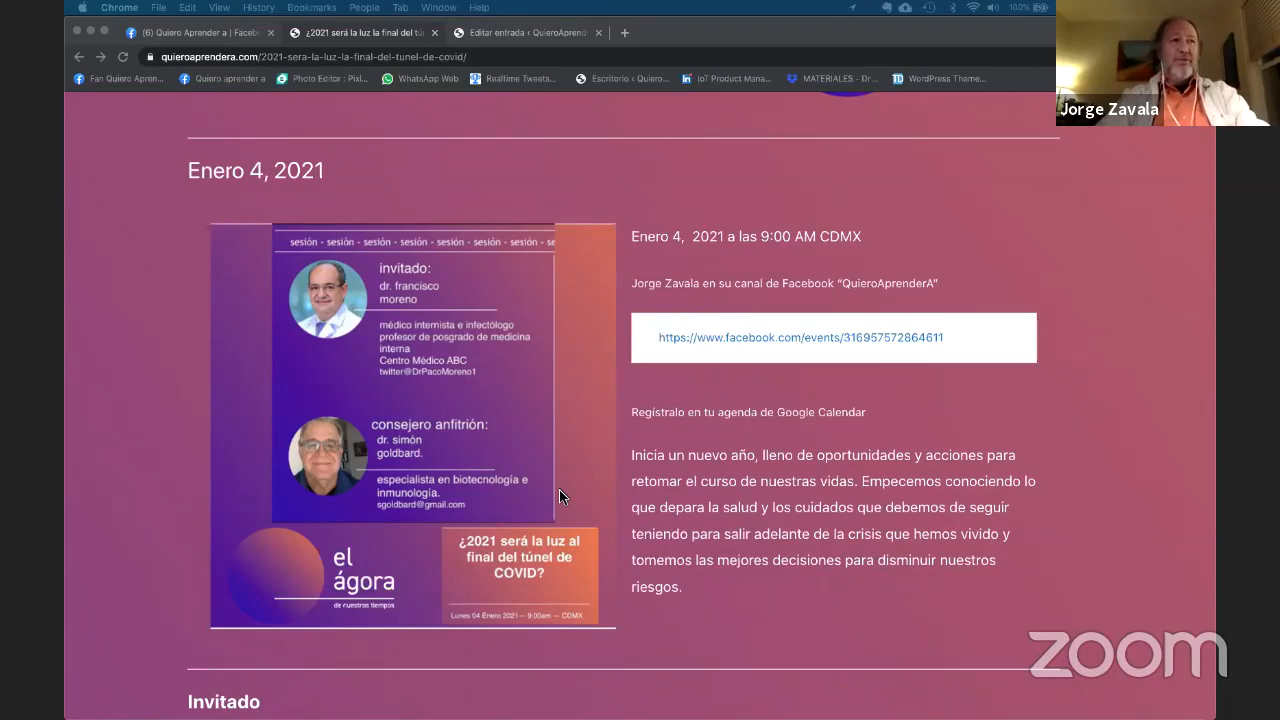 Chrome File Edit View History Bookmarks People Tab Window Help 100%
(6) Quiero Aprender a | Faceb
¿2021 será la luz la final del tún
Editar entrada ‹ QuieroAprend
quieroaprendera.com/2021-sera-la-luz-la-final-del-tunel-de-covid/
Fan Quiero Apren...
Quiero aprender a
Photo Editor : Pixl...
WhatsApp Web
Realtime Tweets...
Escritorio ‹ Quiero...
IoT Product Mana...
MATERIALES - Dr...
WordPress Theme...
Jorge Zavala
Enero 4, 2021
sesión - sesión - sesión - sesión - sesión - sesión - sesión - se
invitado:
dr. francisco
moreno
médico internista e infectólogo
profesor de posgrado de medicina
interna
Centro Médico ABC
twitter@DrPacoMoreno1
consejero anfitrión:
dr. simón
goldbard.
especialista en biotecnología e
inmunología.
sgoldbard@gmail.com
el
ágora
de nuestros tiempos
¿2021 será la luz al
final del túnel de
COVID?
Lunes 04 Enero 2021 -- 9:00am -- CDMX
Enero 4, 2021 a las 9:00 AM CDMX
Jorge Zavala en su canal de Facebook “QuieroAprenderA”
https://www.facebook.com/events/316957572864611
Regístralo en tu agenda de Google Calendar
Inicia un nuevo año, lleno de oportunidades y acciones para
retomar el curso de nuestras vidas. Empecemos conociendo lo
que depara la salud y los cuidados que debemos de seguir
teniendo para salir adelante de la crisis que hemos vivido y
tomemos las mejores decisiones para disminuir nuestros
riesgos.
zoom
Invitado